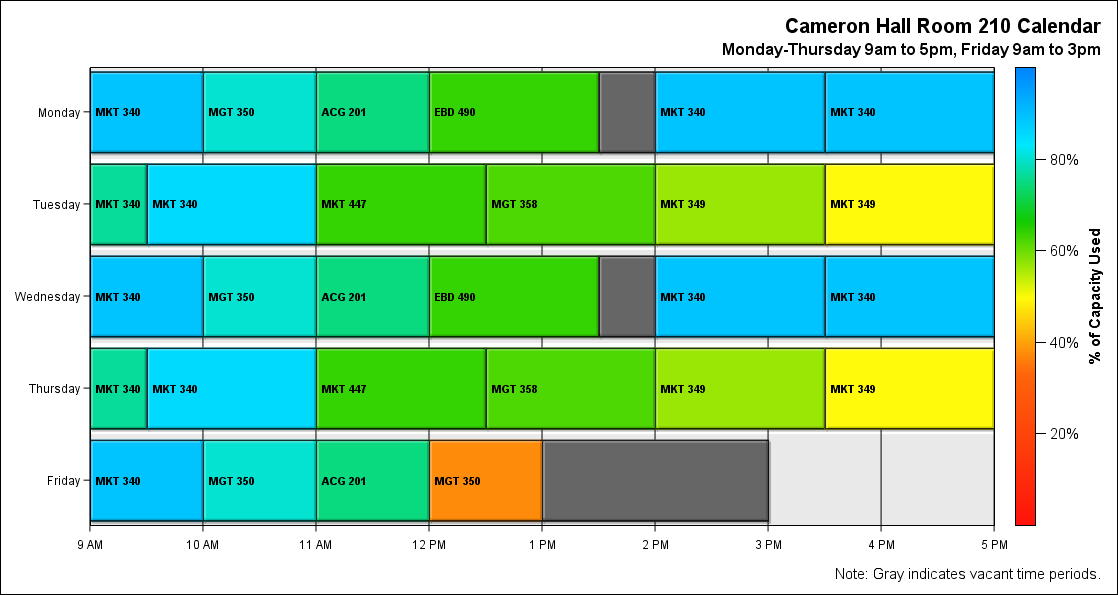 Cameron Hall Room 210 Calendar
Monday-Thursday 9am to 5pm, Friday 9am to 3pm
Monday MKT 340 MGT 350 ACG 201 EBD 490 MKT 340 MKT 340
80%
Tuesday MKT 340 MKT 340 MKT 447 MGT 358 MKT 349 MKT 349
60%
Wednesday MKT 340 MGT 350 ACG 201 EBD 490 MKT 340 MKT 340
% of Capacity Used
40%
Thursday MKT 340 MKT 340 MKT 447 MGT 358 MKT 349 MKT 349
20%
Friday MKT 340 MGT 350 ACG 201 MGT 350
9 AM 10 AM 11 AM 12 PM 1 PM 2 PM 3 PM 4 PM 5 PM
Note: Gray indicates vacant time periods.